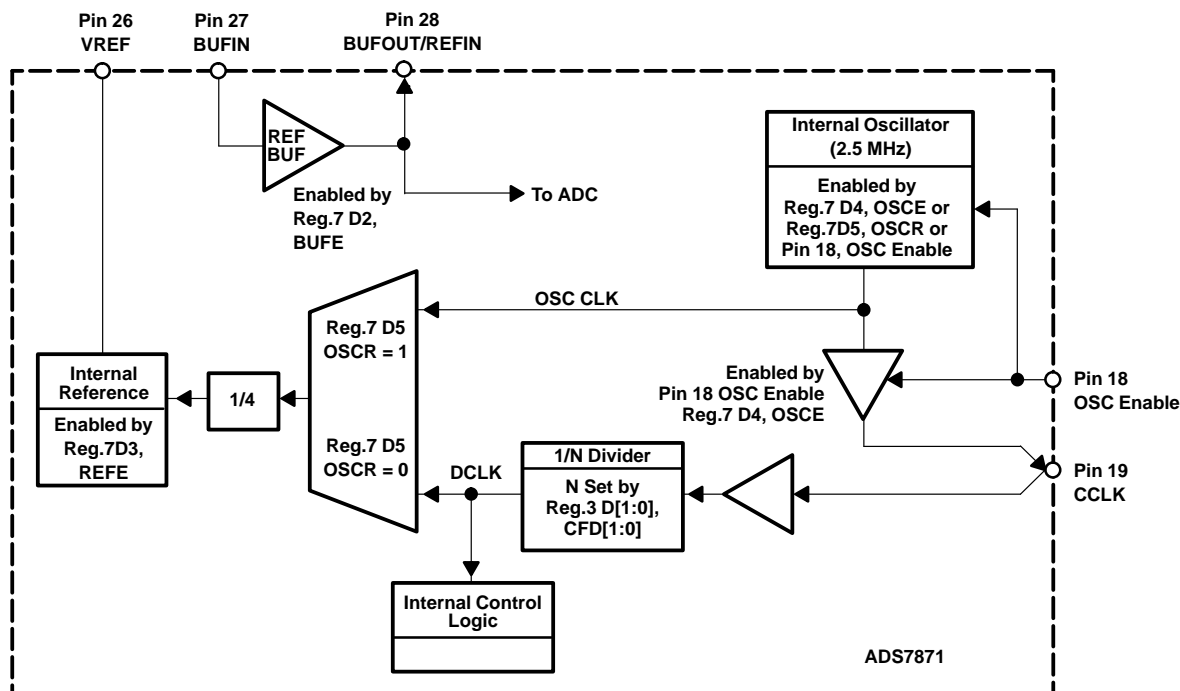 Pin 26
VREF
Pin 27
BUFIN
Pin 28
BUFOUT/REFIN
REF
BUF
Enabled by
Reg.7 D2,
BUFE
To ADC
Internal Oscillator
(2.5 MHz)
Enabled by
Reg.7 D4, OSCE or
Reg.7D5, OSCR or
Pin 18, OSC Enable
OSC CLK
Reg.7 D5
OSCR = 1
Internal
Reference
Enabled by
Reg.7D3,
REFE
1/4
Enabled by
Pin 18 OSC Enable
Reg.7 D4, OSCE
Pin 18
OSC Enable
Reg.7 D5
OSCR = 0
DCLK
1/N Divider
N Set by
Reg.3 D[1:0],
CFD[1:0]
Pin 19
CCLK
Internal Control
Logic
ADS7871